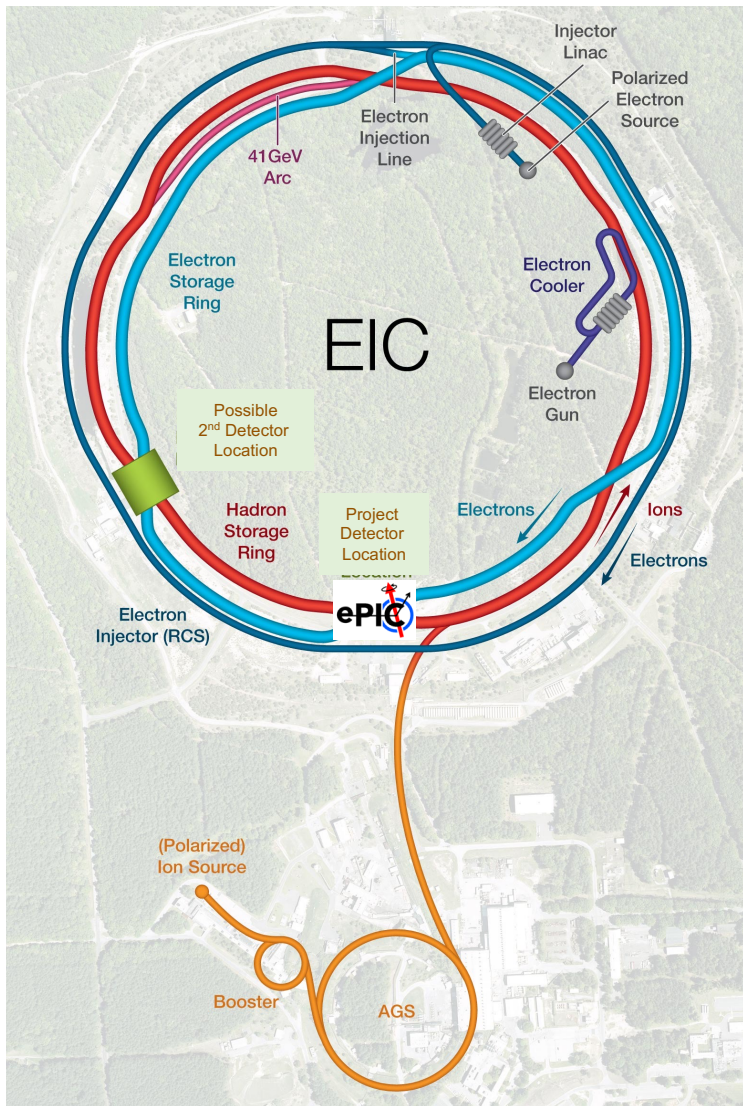 Injector
Linac
Polarized
Electron
Source
Electron
Injection
Line
41GeV
Arc
Electron
Storage
Ring
Electron
Cooler
EIC
Electron
Gun
Possible
2nd Detector
Location
Hadron
Storage
Ring
Project
Detector
Location
Location
Electrons
Ions
Electrons
ePIC
Electron
Injector (RCS)
(Polarized)
Ion Source
Booster
AGS